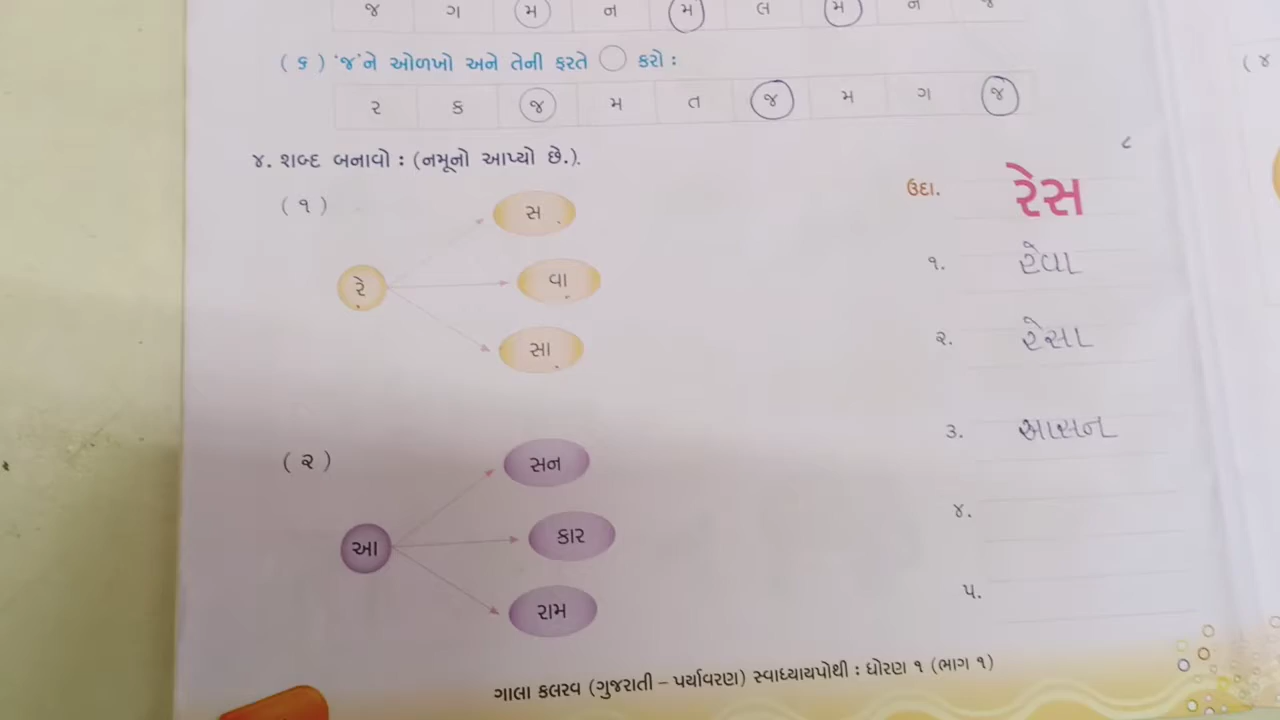 જ ગ મ ન મ લ મ ન જ
( ૬ ) 'જ'ને ઓળખો અને તેની ફરતે ◯ કરો :
ર ક જ મ ત જ મ ગ જ
૪. શબ્દ બનાવો : (નમૂનો આપ્યો છે.).
( ૧ )
રે
સ
વા
સા
ઉદા. રેસ
૧. રેવા
૨. રેસા
( ૨ )
આ
સન
કાર
રામ
૩. આસન
૪.
૫.
ગાલા કલરવ (ગુજરાતી – પર્યાવરણ) સ્વાધ્યાયપોથી : ધોરણ ૧ (ભાગ ૧)
( ૪